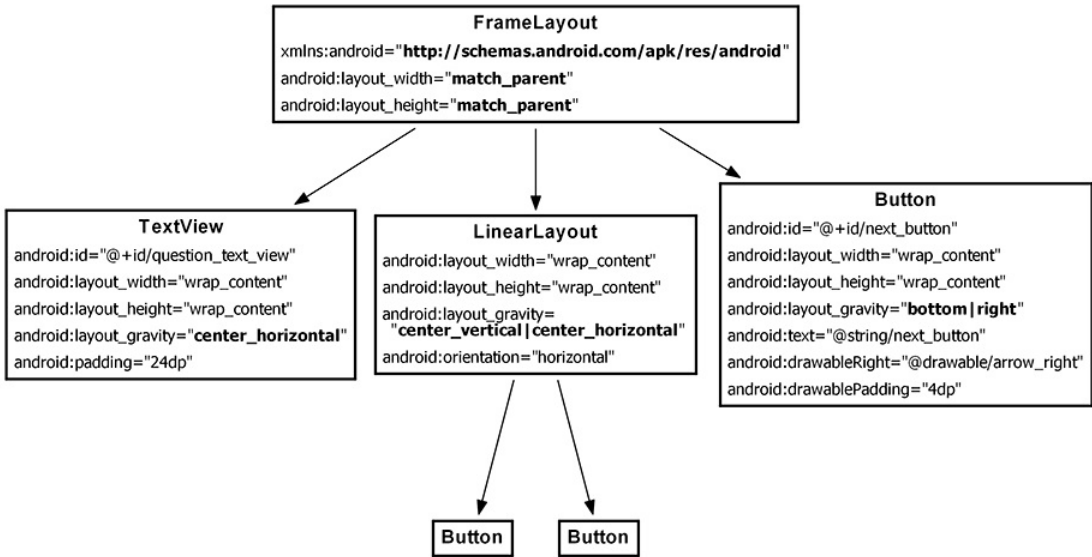 FrameLayout
xmlns:android="http://schemas.android.com/apk/res/android"
android:layout_width="match_parent"
android:layout_height="match_parent"
TextView
android:id="@+id/question_text_view"
android:layout_width="wrap_content"
android:layout_height="wrap_content"
android:layout_gravity="center_horizontal"
android:padding="24dp"
LinearLayout
android:layout_width="wrap_content"
android:layout_height="wrap_content"
android:layout_gravity=
"center_vertical|center_horizontal"
android:orientation="horizontal"
Button
android:id="@+id/next_button"
android:layout_width="wrap_content"
android:layout_height="wrap_content"
android:layout_gravity="bottom|right"
android:text="@string/next_button"
android:drawableRight="@drawable/arrow_right"
android:drawablePadding="4dp"
Button
Button